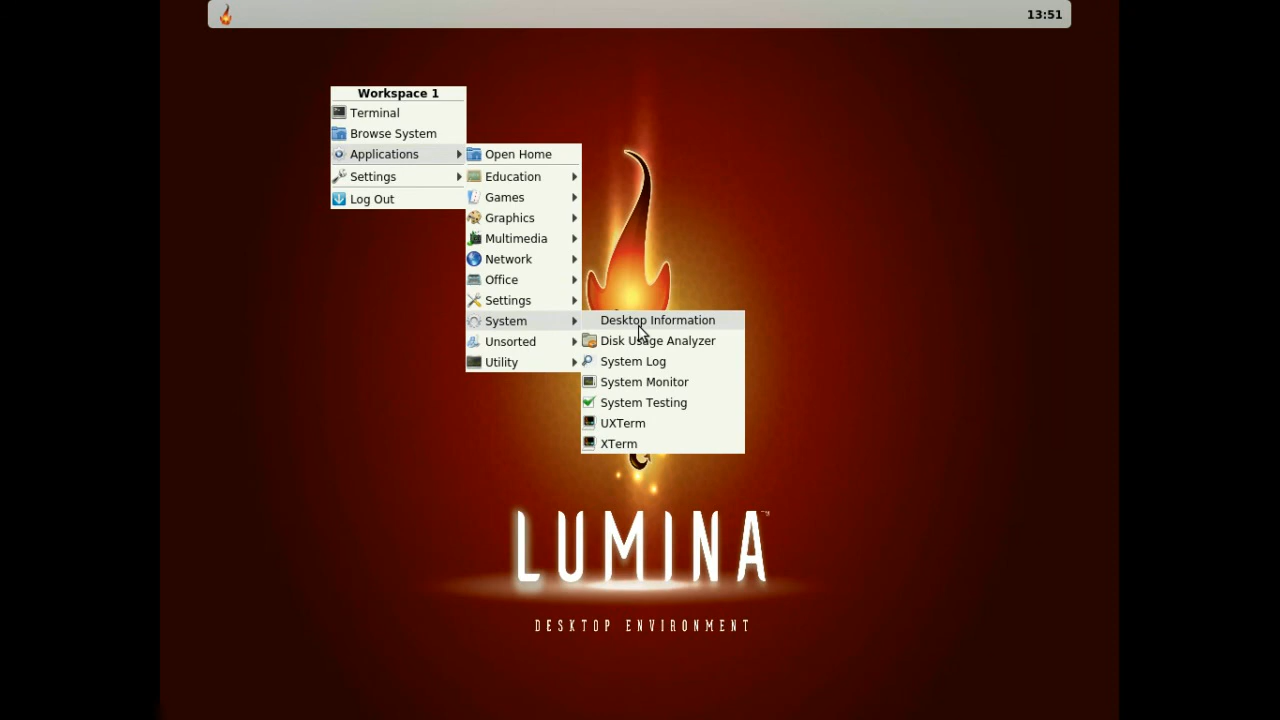 13:51
Workspace 1
Terminal
Browse System
Applications
Settings
Log Out
Open Home
Education
Games
Graphics
Multimedia
Network
Office
Settings
System
Unsorted
Utility
Desktop Information
Disk Usage Analyzer
System Log
System Monitor
System Testing
UXTerm
XTerm
LUMINA™
DESKTOP ENVIRONMENT